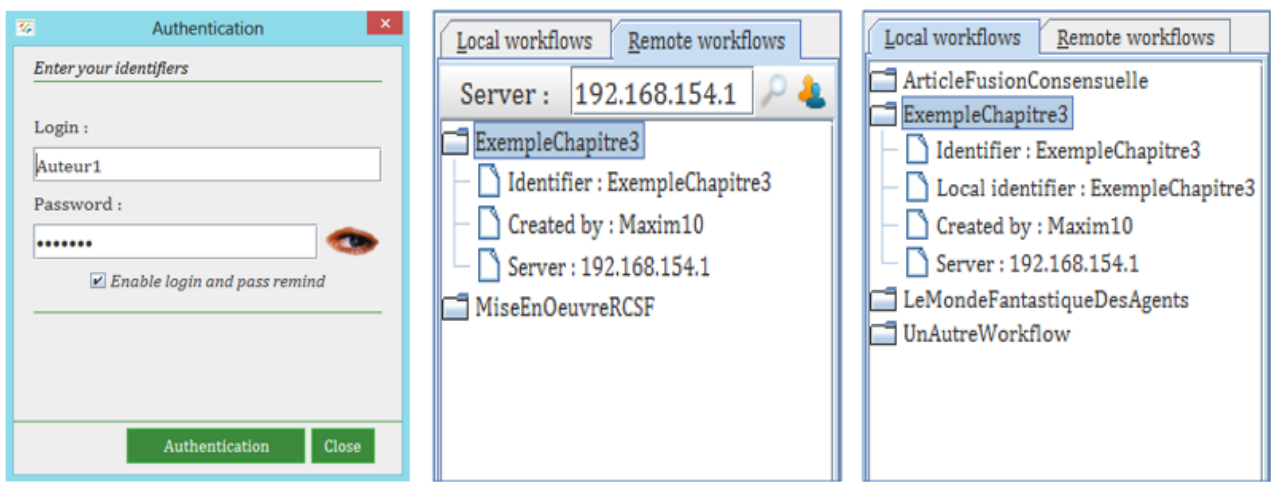 Authentication
Enter your identifiers
Login :
Auteur1
Password :
•••••••
Enable login and pass remind
Authentication Close
Local workflows Remote workflows
Server : 192.168.154.1
ExempleChapitre3
Identifier : ExempleChapitre3
Created by : Maxim10
Server : 192.168.154.1
MiseEnOeuvreRCSF
Local workflows Remote workflows
ArticleFusionConsensuelle
ExempleChapitre3
Identifier : ExempleChapitre3
Local identifier : ExempleChapitre3
Created by : Maxim10
Server : 192.168.154.1
LeMondeFantastiqueDesAgents
UnAutreWorkflow